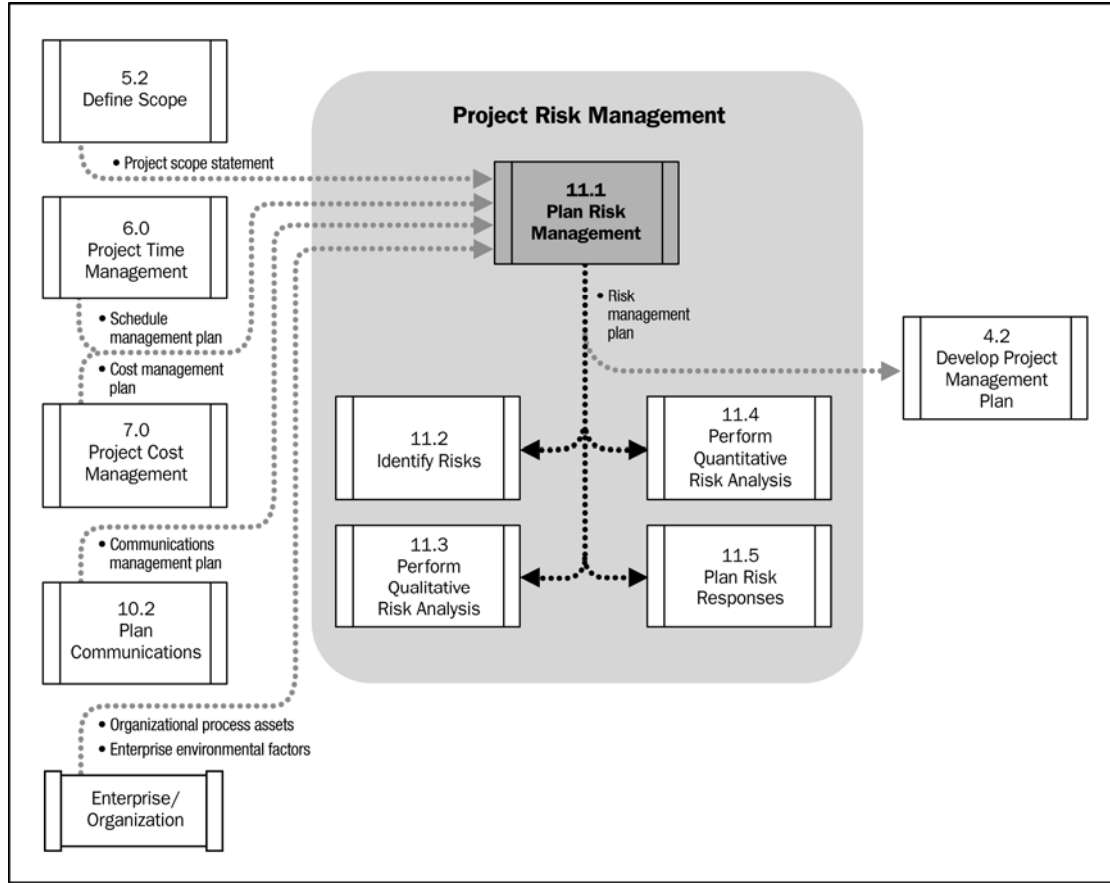 5.2
Define Scope
• Project scope statement
6.0
Project Time
Management
• Schedule
management plan
• Cost management
plan
7.0
Project Cost
Management
• Communications
management plan
10.2
Plan
Communications
• Organizational process assets
• Enterprise environmental factors
Enterprise/
Organization
Project Risk Management
11.1
Plan Risk
Management
• Risk
management
plan
11.2
Identify Risks
11.4
Perform
Quantitative
Risk Analysis
11.3
Perform
Qualitative
Risk Analysis
11.5
Plan Risk
Responses
4.2
Develop Project
Management
Plan